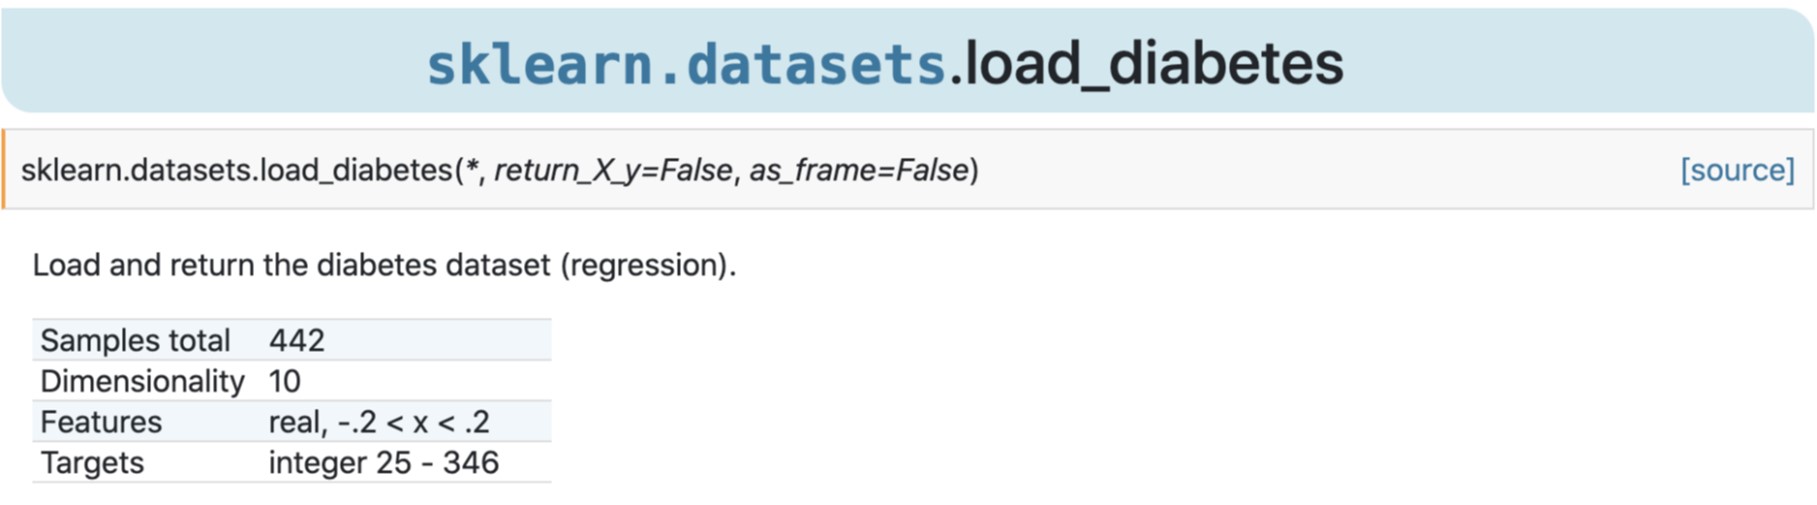 sklearn.datasets.load_diabetes
sklearn.datasets.load_diabetes(*, return_X_y=False, as_frame=False) [source]
Load and return the diabetes dataset (regression).
Samples total 442
Dimensionality 10
Features real, -.2 < x < .2
Targets integer 25 - 346